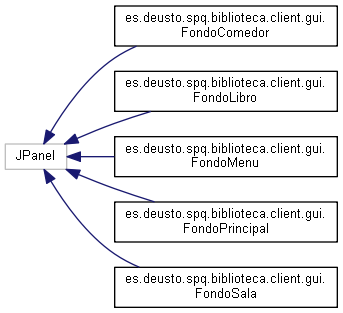 es.deusto.spq.biblioteca.client.gui.
FondoComedor
es.deusto.spq.biblioteca.client.gui.
FondoLibro
JPanel
es.deusto.spq.biblioteca.client.gui.
FondoMenu
es.deusto.spq.biblioteca.client.gui.
FondoPrincipal
es.deusto.spq.biblioteca.client.gui.
FondoSala